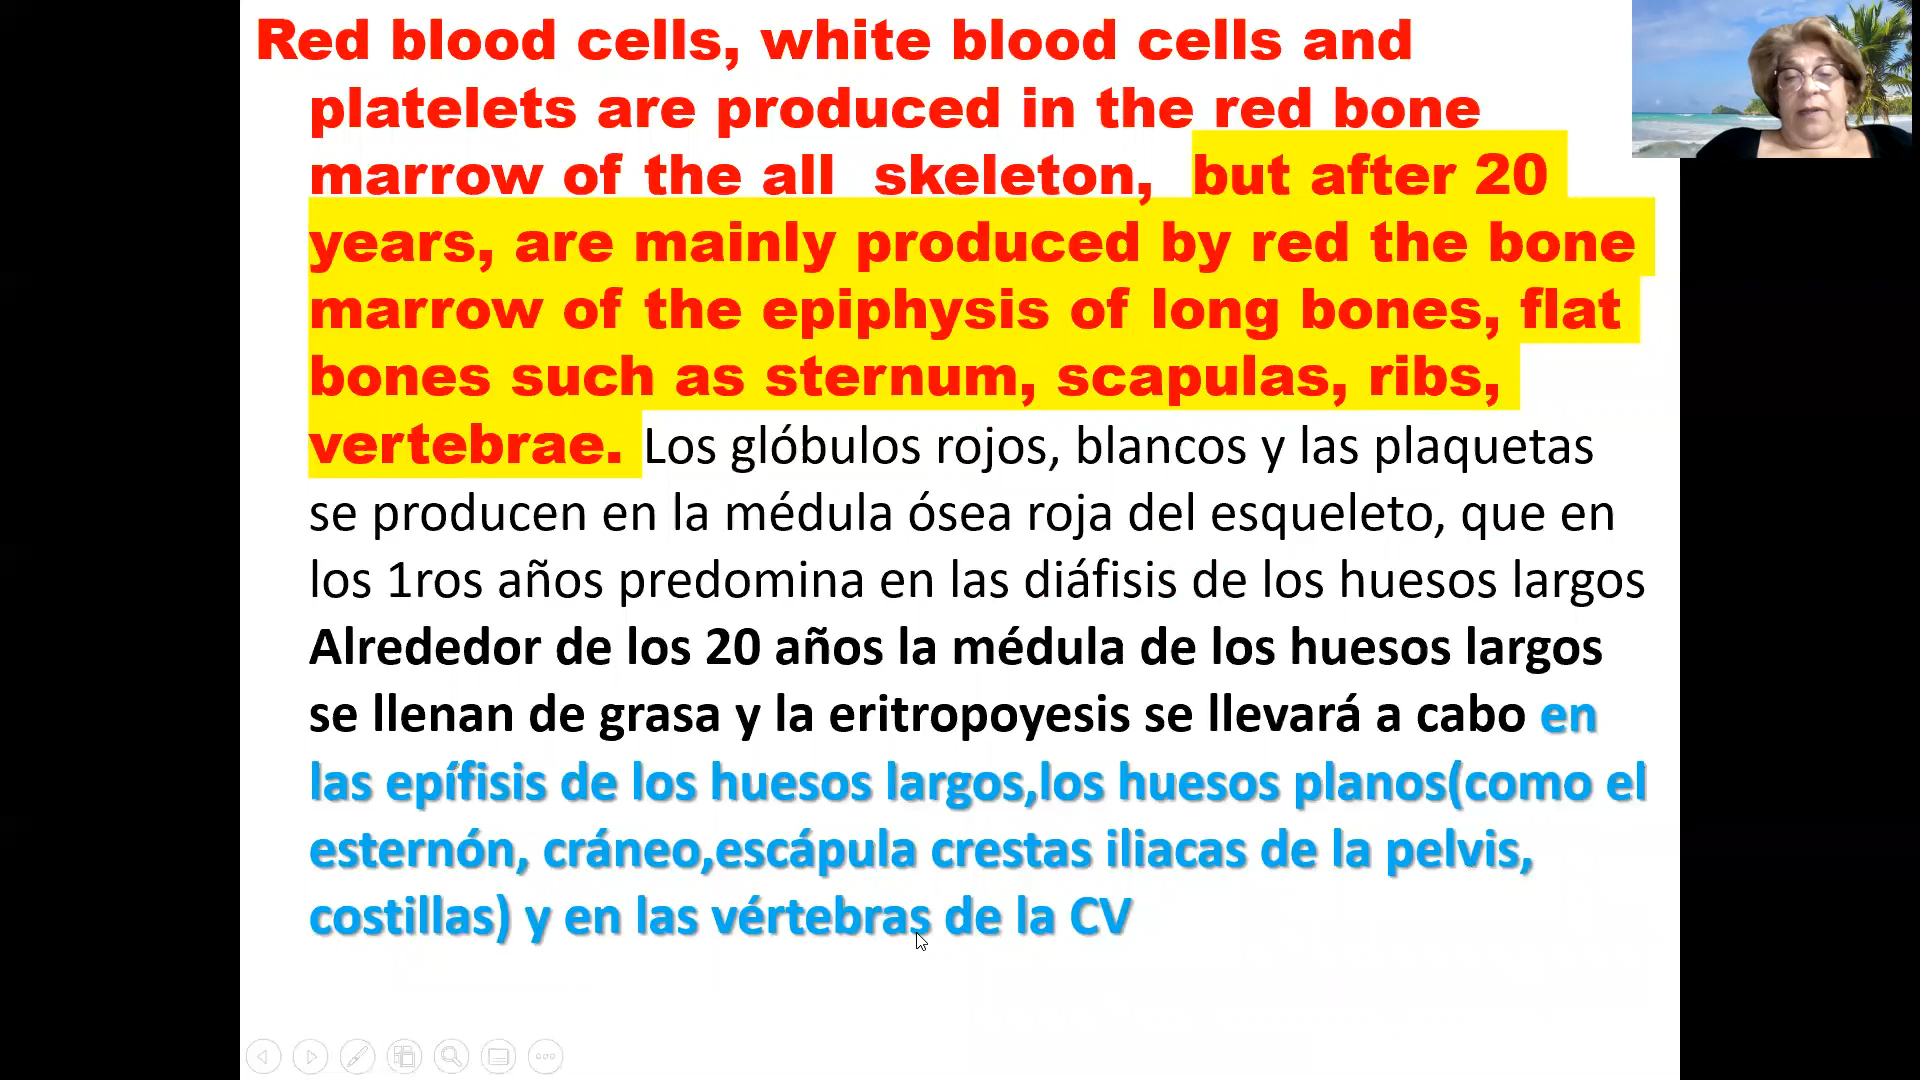 Red blood cells, white blood cells and
platelets are produced in the red bone
marrow of the all skeleton, but after 20
years, are mainly produced by red the bone
marrow of the epiphysis of long bones, flat
bones such as sternum, scapulas, ribs,
vertebrae. Los glóbulos rojos, blancos y las plaquetas
se producen en la médula ósea roja del esqueleto, que en
los 1ros años predomina en las diáfisis de los huesos largos
Alrededor de los 20 años la médula de los huesos largos
se llenan de grasa y la eritropoyesis se llevará a cabo en
las epífisis de los huesos largos,los huesos planos(como el
esternón, cráneo,escápula crestas iliacas de la pelvis,
costillas) y en las vértebras de la CV